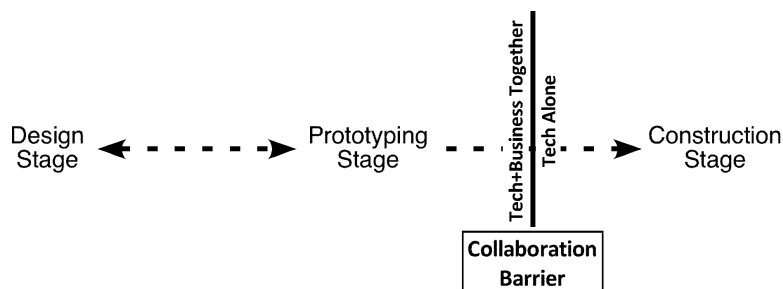 Design
Stage
Prototyping
Stage
Tech+Business Together
Tech Alone
Construction
Stage
Collaboration
Barrier